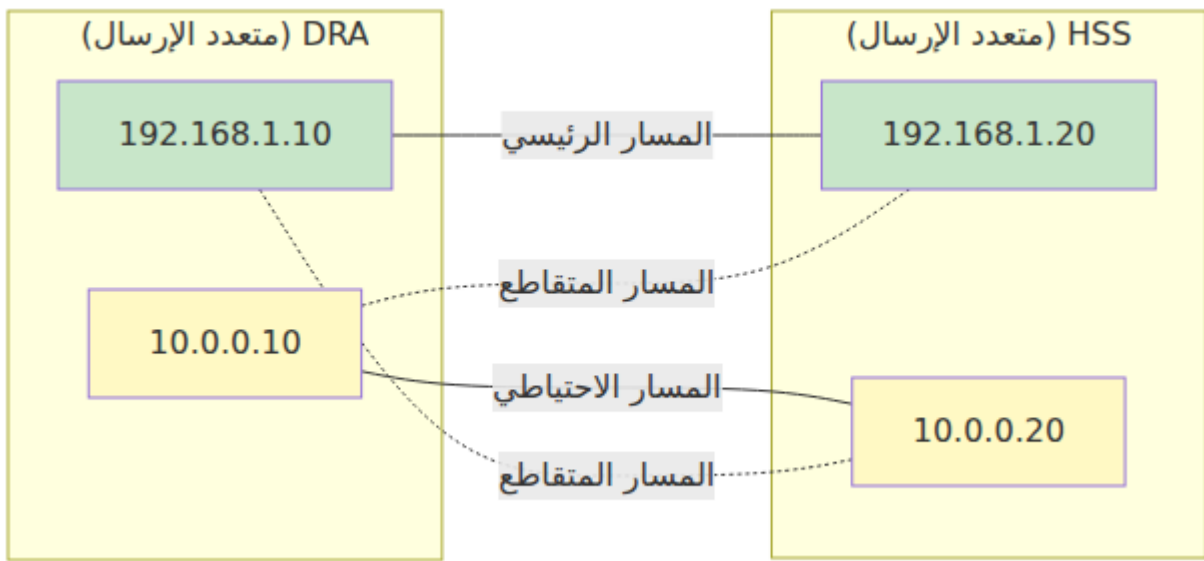 DRA (متعدد الإرسال)
HSS (متعدد الإرسال)
192.168.1.10
المسار الرئيسي
192.168.1.20
المسار المتقاطع
10.0.0.10
المسار الاحتياطي
10.0.0.20
المسار المتقاطع